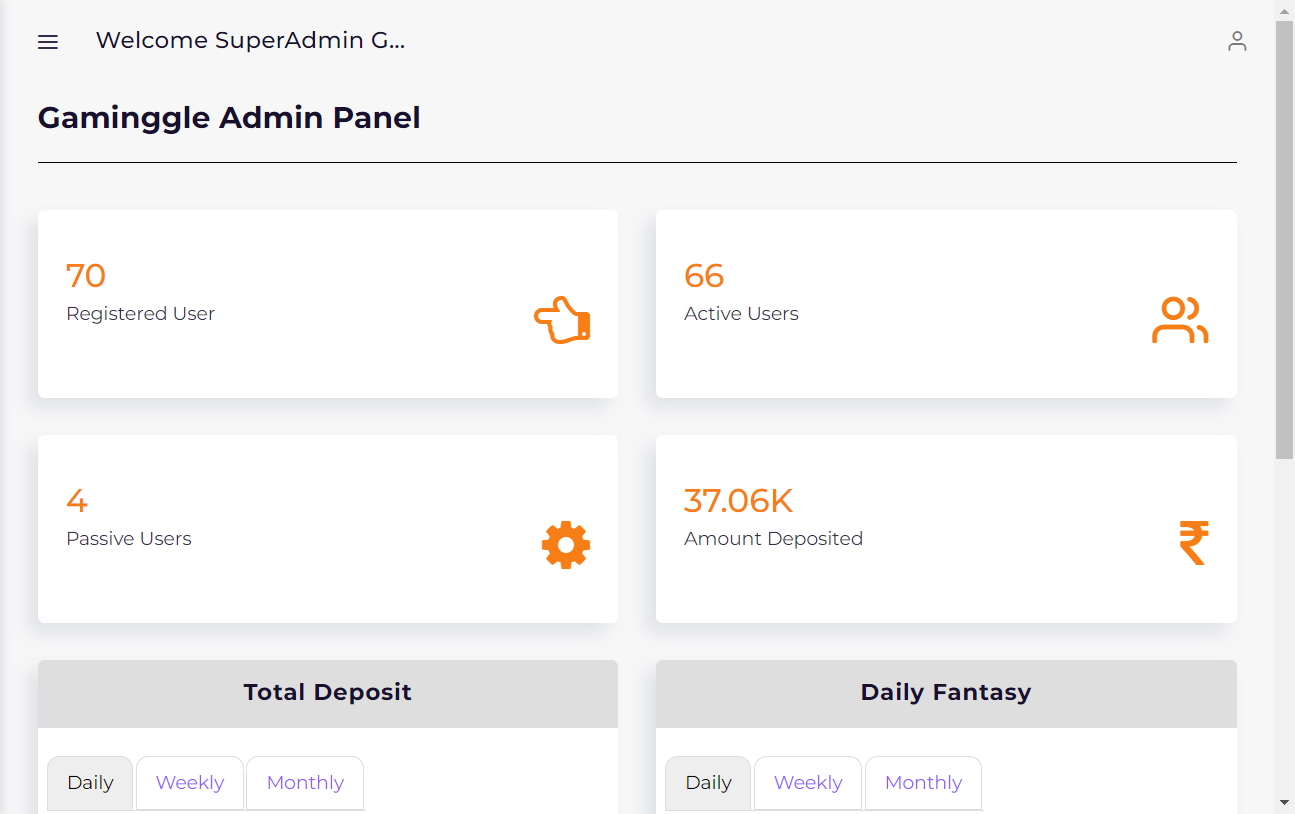 Welcome SuperAdmin G...
Gaminggle Admin Panel
70
Registered User
66
Active Users
4
Passive Users
37.06K
Amount Deposited
₹
Total Deposit
Daily Weekly Monthly
Daily Fantasy
Daily Weekly Monthly